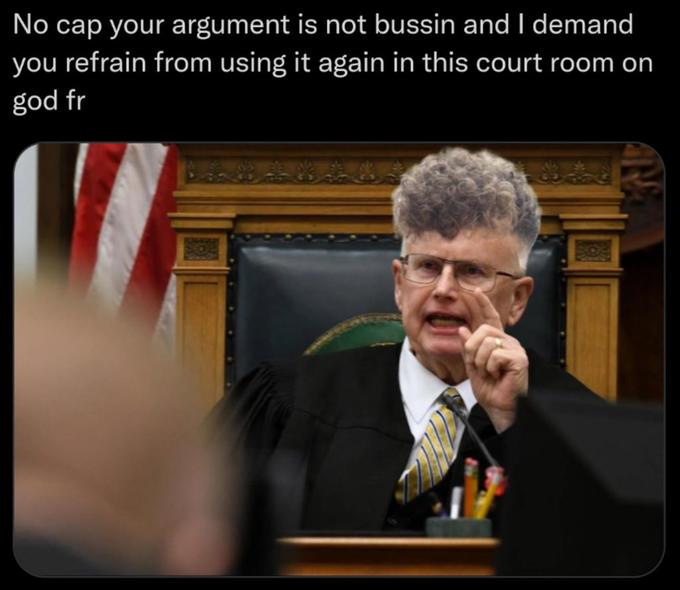 No cap your argument is not bussin and I demand
you refrain from using it again in this court room on
god fr